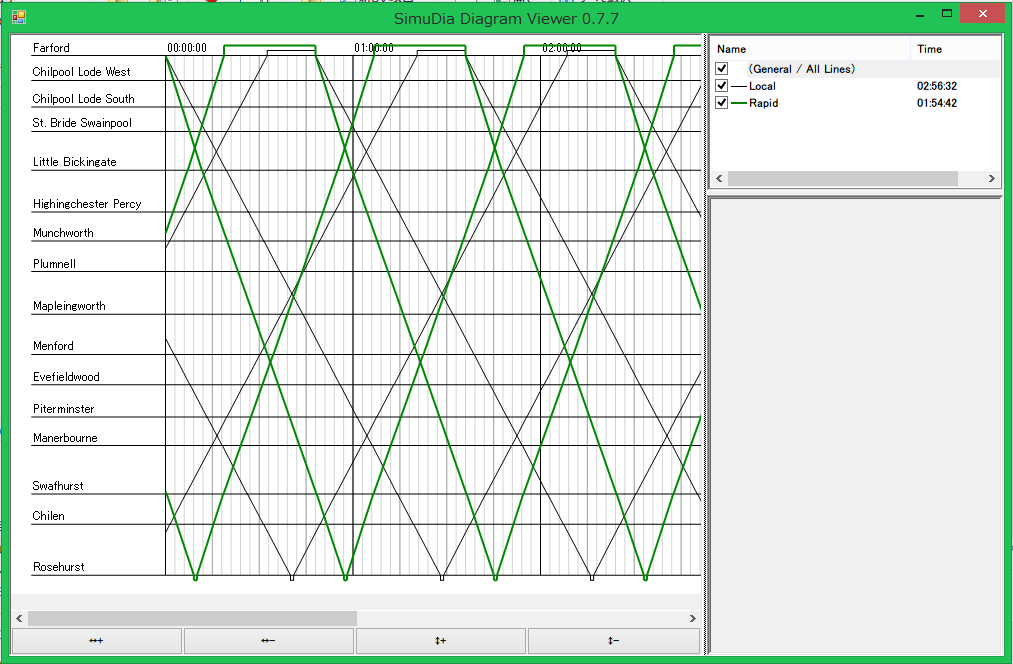 SimuDia Diagram Viewer 0.7.7
Farford
00:00:00
01:00:00
02:00:00
Chilpool Lode West
Chilpool Lode South
St. Bride Swainpool
Little Bickingate
Highingchester Percy
Munchworth
Plumnell
Mapleingworth
Menford
Evefieldwood
Piterminster
Manerbourne
Swafhurst
Chilen
Rosehurst
Name Time
(General / All Lines)
Local 02:56:32
Rapid 01:54:42
↔+
↔−
↕+
↕−